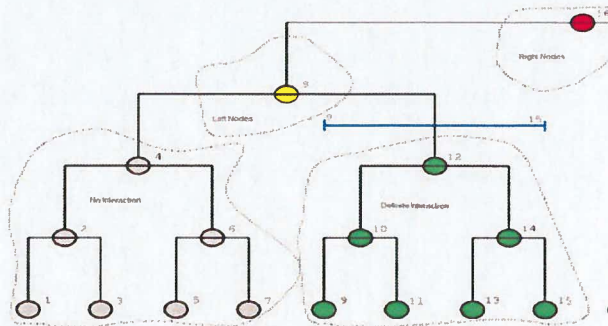 16
Right Nodes
8
Left Nodes
9 15
4 12
No Interaction
Definite Interaction
2 6 10 14
1 3 5 7 9 11 13 15